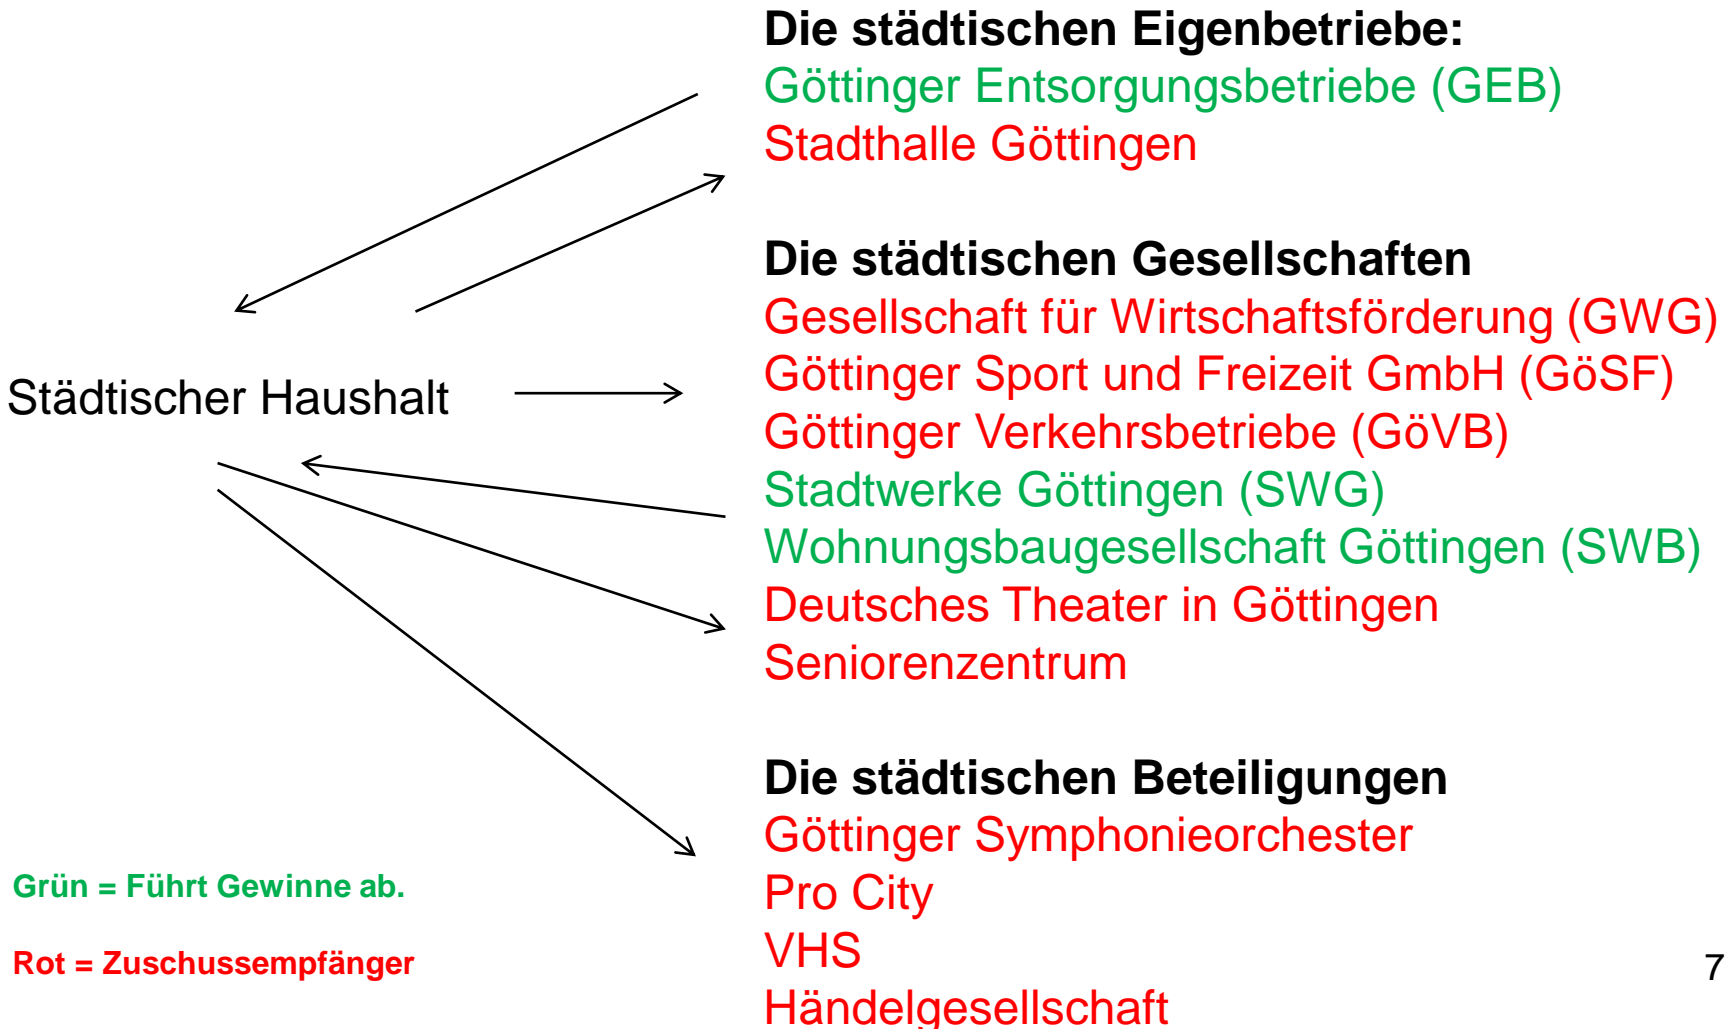 Die städtischen Eigenbetriebe:
Göttinger Entsorgungsbetriebe (GEB)
Stadthalle Göttingen
Die städtischen Gesellschaften
Gesellschaft für Wirtschaftsförderung (GWG)
Göttinger Sport und Freizeit GmbH (GöSF)
Göttinger Verkehrsbetriebe (GöVB)
Stadtwerke Göttingen (SWG)
Wohnungsbaugesellschaft Göttingen (SWB)
Deutsches Theater in Göttingen
Seniorenzentrum
Die städtischen Beteiligungen
Göttinger Symphonieorchester
Pro City
VHS
Händelgesellschaft
Städtischer Haushalt
Grün = Führt Gewinne ab.
Rot = Zuschussempfänger
7